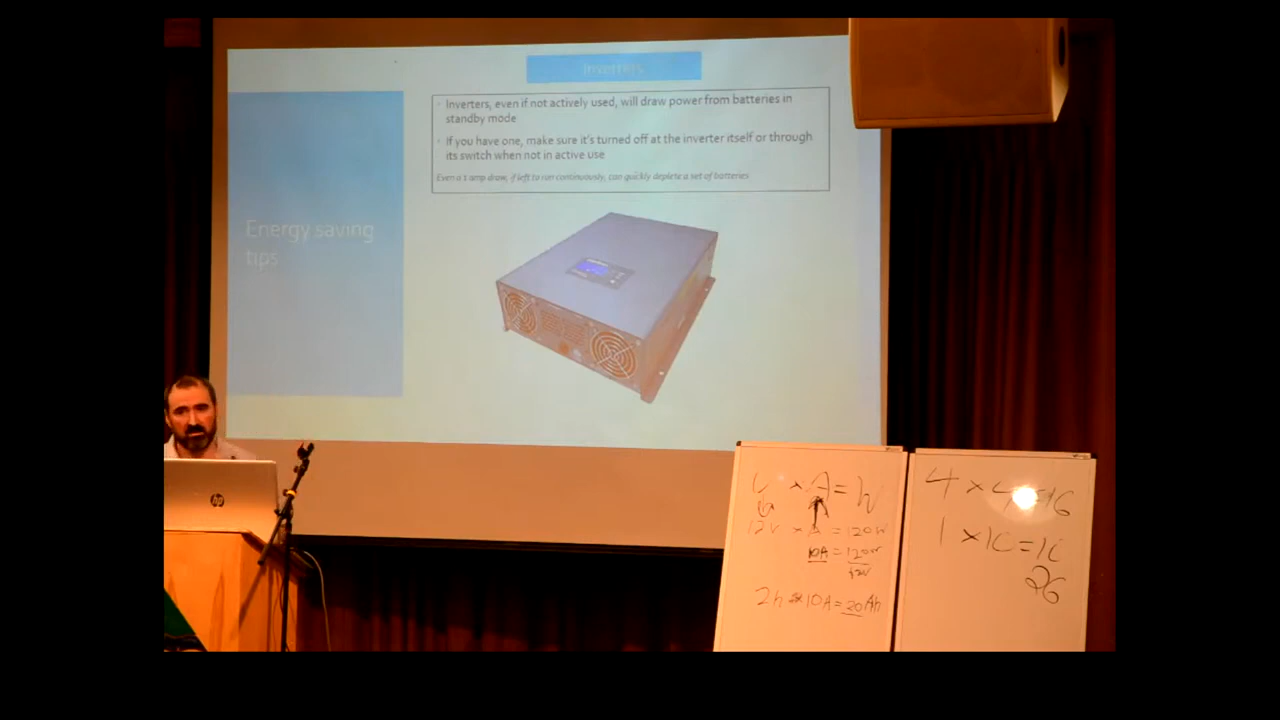 Inverters
Inverters, even if not actively used, will draw power from batteries in
standby mode
If you have one, make sure it's turned off at the inverter itself or through
its switch when not in active use
Even a 1 amp draw, if left to run continuously, can quickly deplete a set of batteries
Energy saving
tips
hp
V × A = W
12V × A = 120W
10A = 120W
12V
2h × 10A = 20Ah
4 × 4 = 16
1 × 10 = 10
26